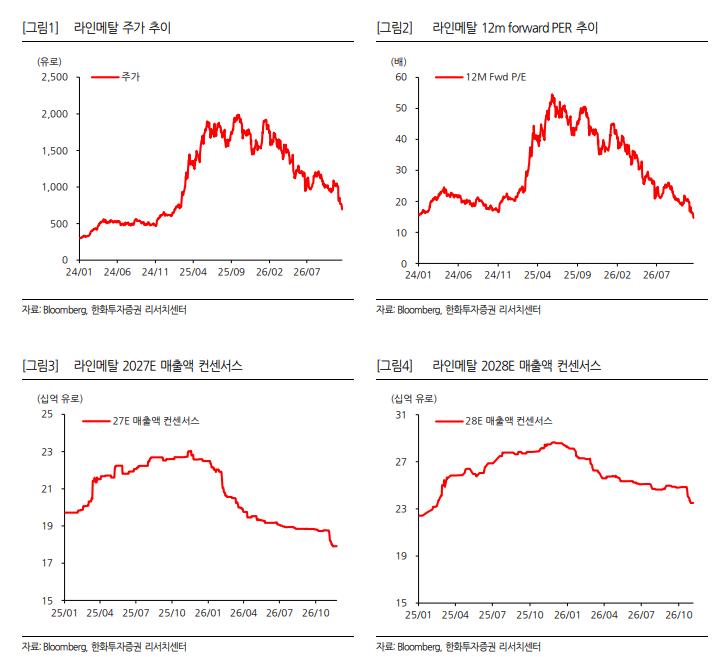 [그림1] 라인메탈 주가 추이
(유로)
2,500
2,000
1,500
1,000
500
0
주가
24/01 24/06 24/11 25/04 25/09 26/02 26/07
자료: Bloomberg, 한화투자증권 리서치센터
[그림2] 라인메탈 12m forward PER 추이
(배)
60
50
40
30
20
10
0
12M Fwd P/E
24/01 24/06 24/11 25/04 25/09 26/02 26/07
자료: Bloomberg, 한화투자증권 리서치센터
[그림3] 라인메탈 2027E 매출액 컨센서스
(십억 유로)
25
23
21
19
17
15
27E 매출액 컨센서스
25/01 25/04 25/07 25/10 26/01 26/04 26/07 26/10
자료: Bloomberg, 한화투자증권 리서치센터
[그림4] 라인메탈 2028E 매출액 컨센서스
(십억 유로)
31
27
23
19
15
28E 매출액 컨센서스
25/01 25/04 25/07 25/10 26/01 26/04 26/07 26/10
자료: Bloomberg, 한화투자증권 리서치센터